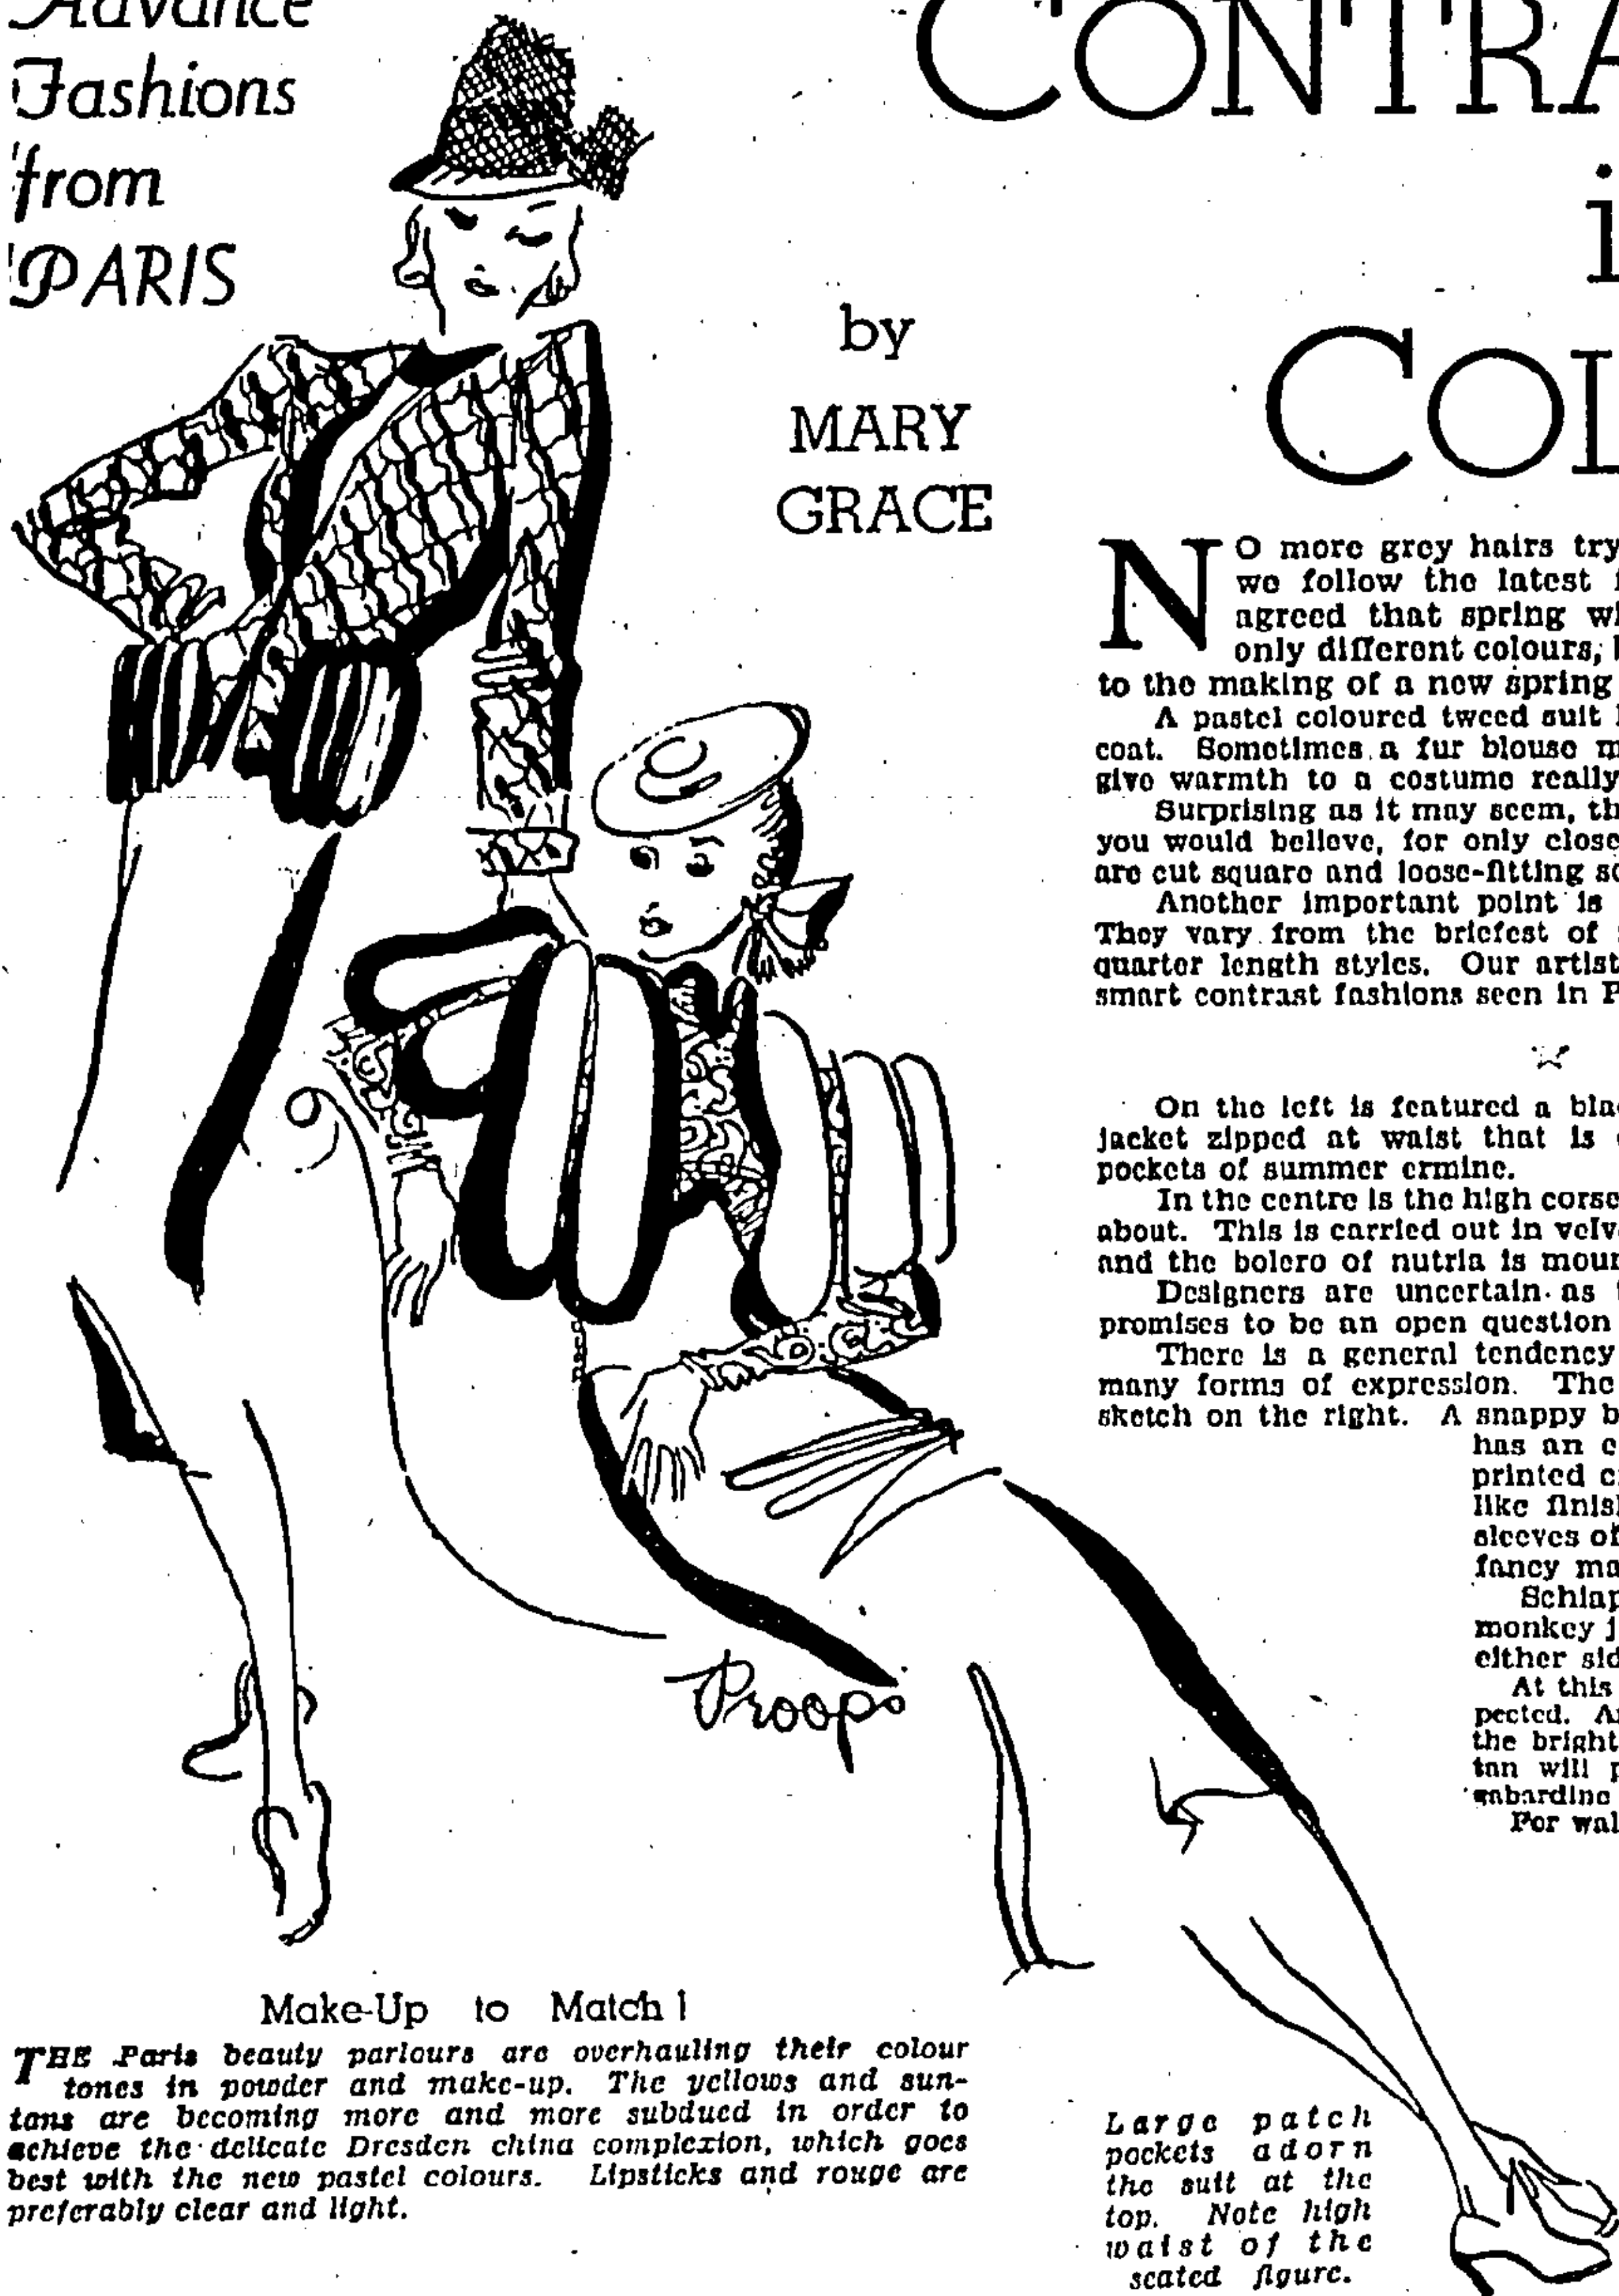 Advance
Fashions
from
PARIS
CONTRA
i
COL
by
MARY
GRACE
NO more grey hairs try
we follow the latest
agreed that spring
only different colours,
to the making of a new spring
A pastel coloured tweed suit
coat. Sometimes a fur blouse
give warmth to a costume really
Surprising as it may seem, th
you would believe, for only close
are cut square and loose-fitting
Another important point is
They vary from the briefest of
quarter length styles. Our artist
smart contrast fashions seen in P
On the left is featured a bla
jacket zipped at waist that is
pockets of summer ermine.
In the centre is the high corse
about. This is carried out in velv
and the bolero of nutria is moun
Designers are uncertain as
promises to be an open question
There is a general tendency
many forms of expression. The
sketch on the right. A snappy b
has an
printed
like finis
sleeves of
fancy ma
Schiap
monkey j
either sid
At this
pected.
the bright
tan will
gabardine
For wal
Proops
Make-Up to Match!
THE Paris beauty parlours are overhauling their colour
tones in powder and make-up. The yellows and sun-
tans are becoming more and more subdued in order to
achieve the delicate Dresden china complexion, which goes
best with the new pastel colours. Lipsticks and rouge are
preferably clear and light.
Large patch
pockets adorn
the suit at the
top. Note high
waist of the
seated figure.